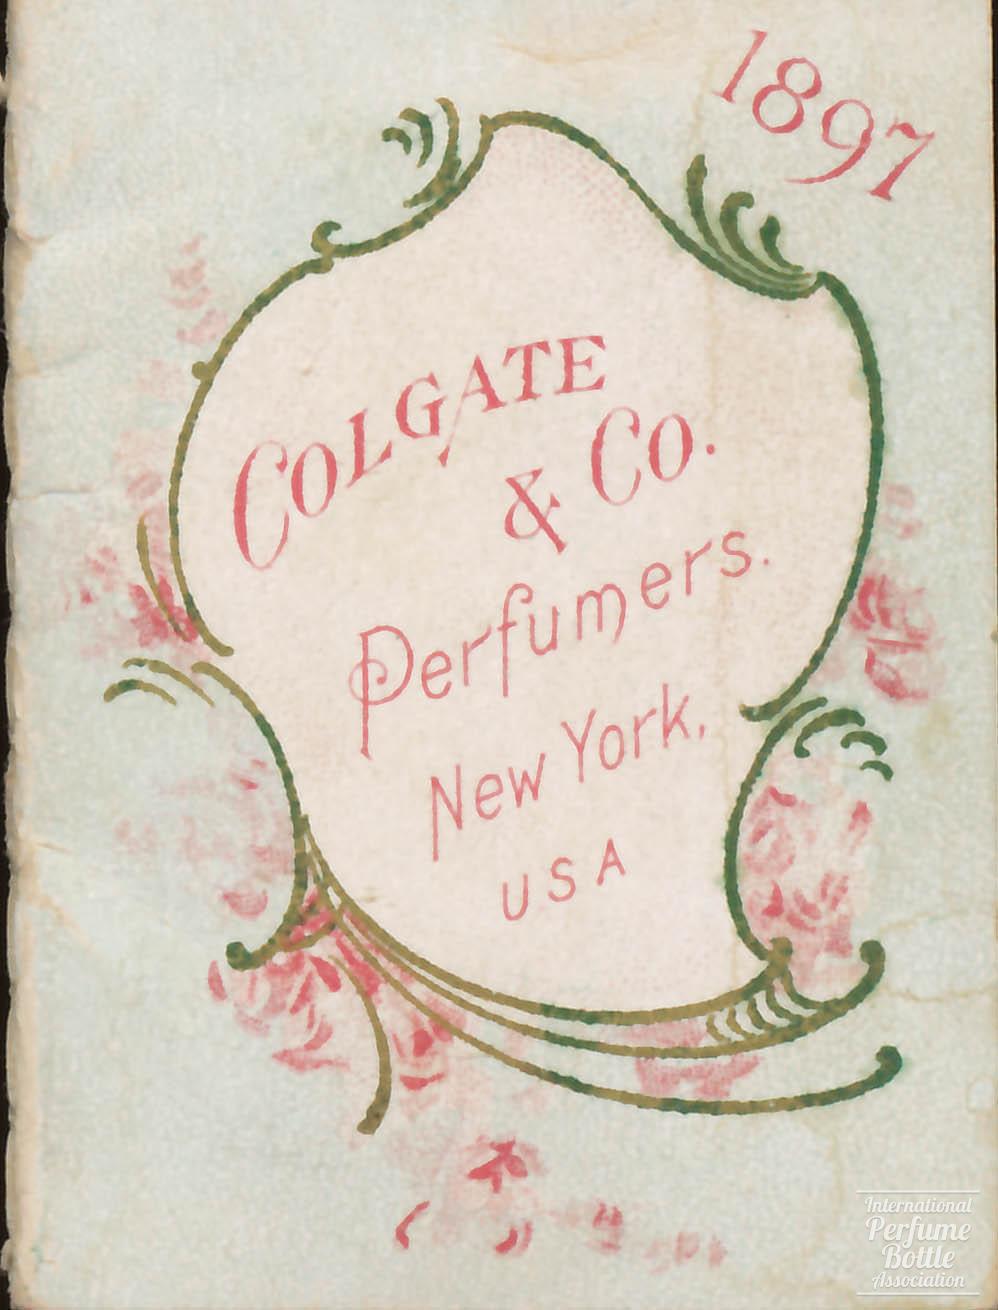 1897
COLGATE
& Co.
Perfumers.
New York,
USA
International
Perfume
Bottle
Association